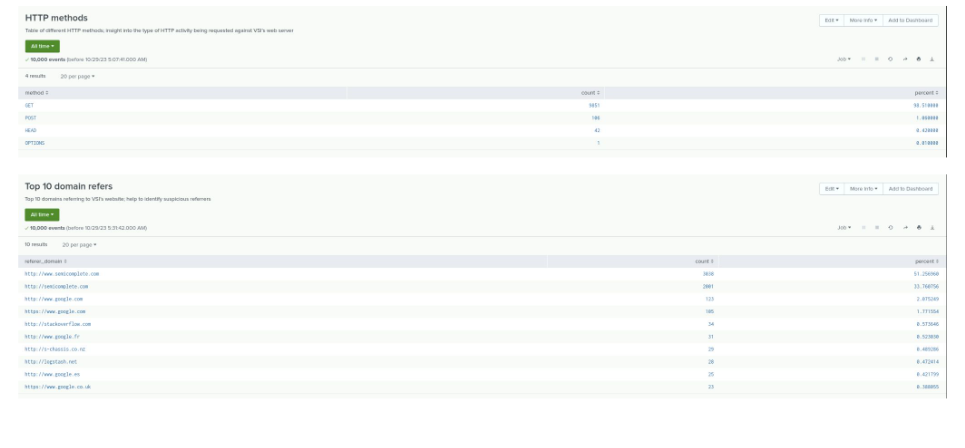 HTTP methods
Edit More Info Add to Dashboard
Table of different HTTP methods; insight into the type of HTTP activity being requested against VSI's web server
All time
✓ 10,000 events (before 10/29/23 5:07:41.000 AM)
Job
4 results 20 per page
method count percent
GET 9851 98.510000
POST 106 1.060000
HEAD 42 0.420000
OPTIONS 1 0.010000
Top 10 domain refers
Edit More Info Add to Dashboard
Top 10 domains referring to VSI's website; help to identify suspicious referrers
All time
✓ 10,000 events (before 10/29/23 5:31:42.000 AM)
Job
10 results 20 per page
referer_domain count percent
http://www.semicomplete.com 3038 51.256960
http://semicomplete.com 2001 33.760756
http://www.google.com 123 2.075249
https://www.google.com 105 1.771554
http://stackoverflow.com 34 0.573646
http://www.google.fr 31 0.523030
http://s-chassis.co.nz 29 0.489286
http://logstash.net 28 0.472414
http://www.google.es 25 0.421799
https://www.google.co.uk 23 0.388055